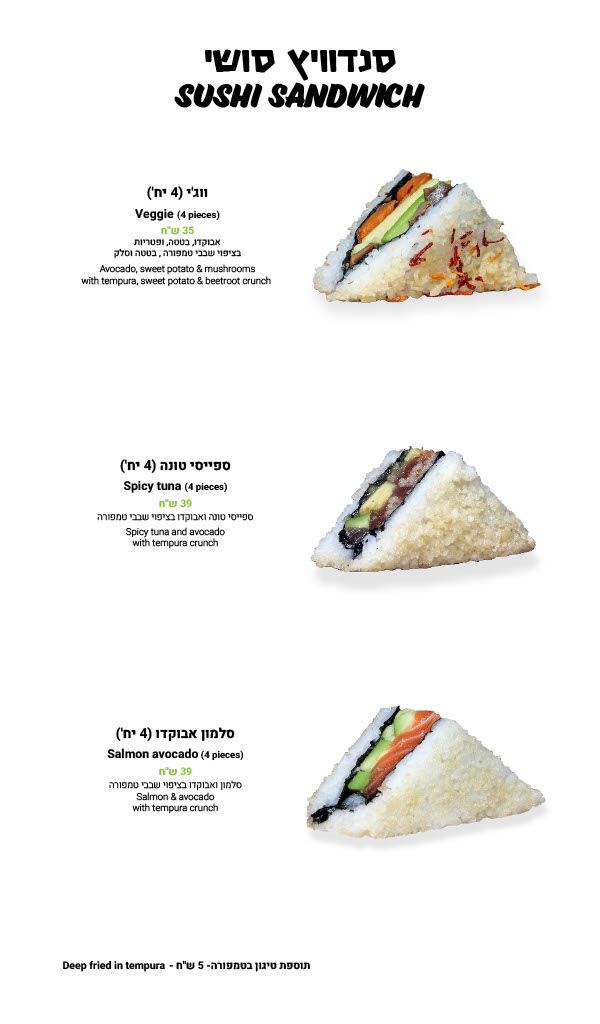 סנדוויץ סושי
SUSHI SANDWICH
ווג'י (4 יח')
Veggie (4 pieces)
35 ש"ח
אבוקדו, בטטה, ופטריות
בציפוי שבבי טמפורה , בטטה וסלק
Avocado, sweet potato & mushrooms
with tempura, sweet potato & beetroot crunch
ספייסי טונה (4 יח')
Spicy tuna (4 pieces)
39 ש"ח
ספייסי טונה ואבוקדו בציפוי שבבי טמפורה
Spicy tuna and avocado
with tempura crunch
סלמון אבוקדו (4 יח')
Salmon avocado (4 pieces)
39 ש"ח
סלמון ואבוקדו בציפוי שבבי טמפורה
Salmon & avocado
with tempura crunch
תוספת טיגון בטמפורה- 5 ש"ח - Deep fried in tempura